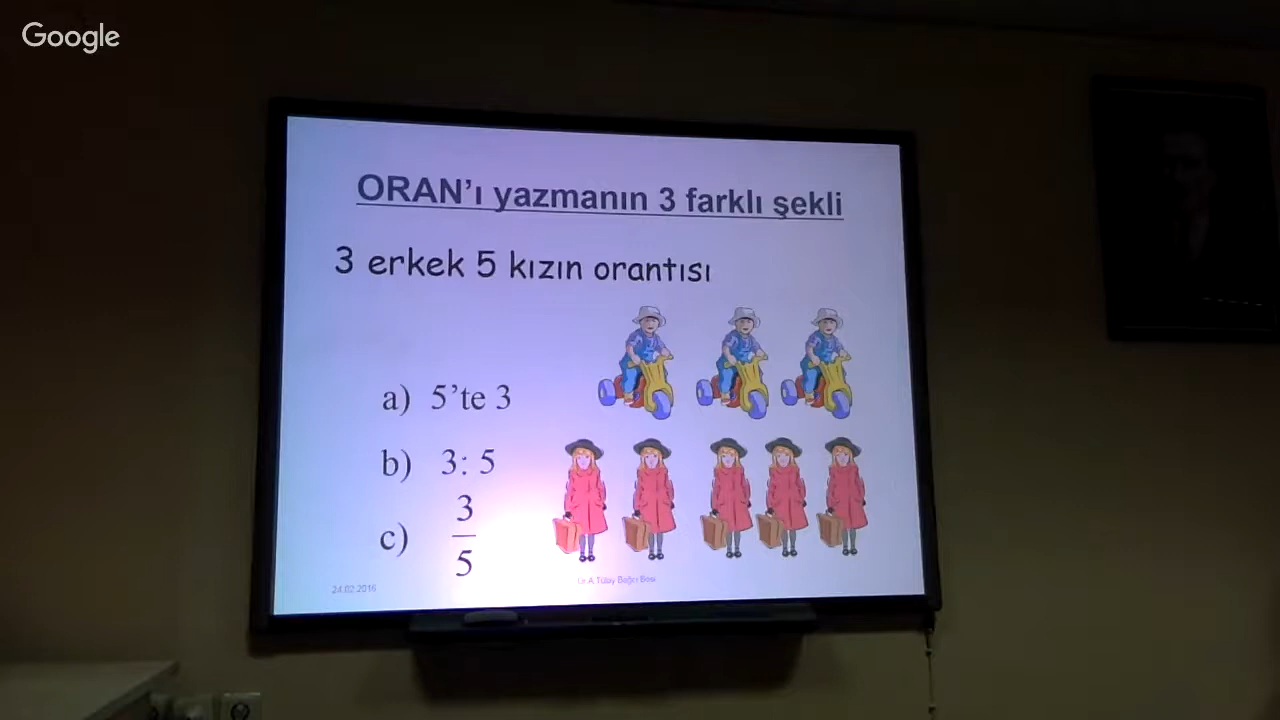 Google
ORAN’ı yazmanın 3 farklı şekli
3 erkek 5 kızın orantısı
a) 5’te 3
b) 3: 5
c) 3
5
24.02.2016